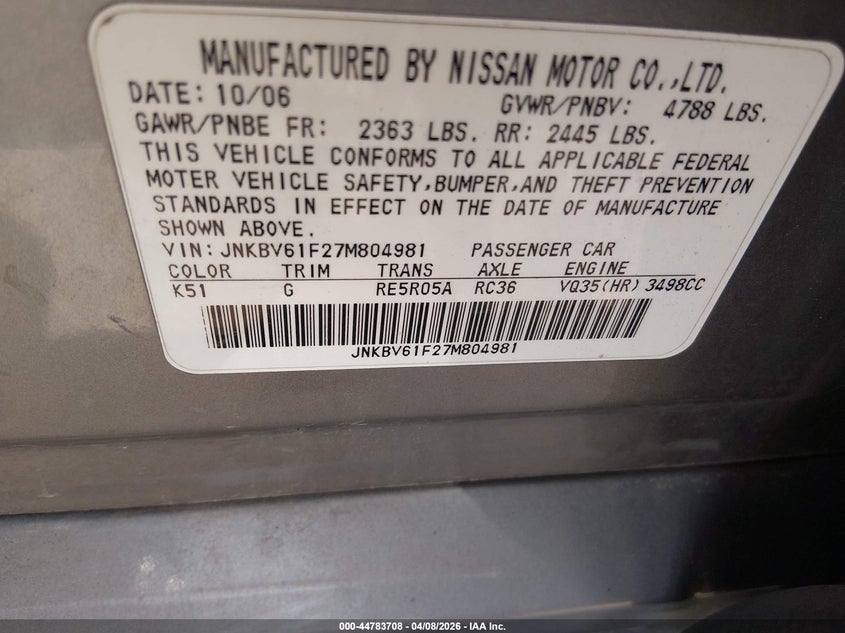 MANUFACTURED BY NISSAN MOTOR CO.,LTD.
DATE: 10/06 GVWR/PNBV: 4788 LBS.
GAWR/PNBE FR: 2363 LBS. RR: 2445 LBS.
THIS VEHICLE CONFORMS TO ALL APPLICABLE FEDERAL
MOTER VEHICLE SAFETY,BUMPER,AND THEFT PREVENTION
STANDARDS IN EFFECT ON THE DATE OF MANUFACTURE
SHOWN ABOVE.
VIN: JNKBV61F27M804981 PASSENGER CAR
COLOR TRIM TRANS AXLE ENGINE
K51 G RE5R05A RC36 VQ35(HR) 3498CC
JNKBV61F27M804981
000-44783708 - 04/08/2026 - IAA Inc.